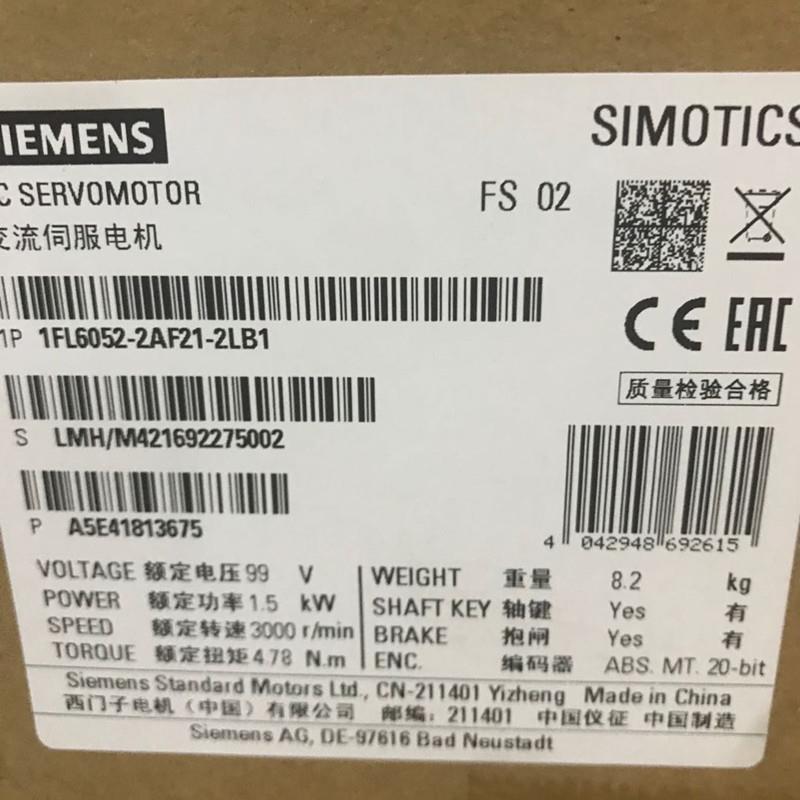 SIEMENS
SIMOTICS
AC SERVOMOTOR
FS 02
交流伺服电机
1P 1FL6052-2AF21-2LB1
CE EAC
质量检验合格
S LMH/M421692275002
P A5E41813675
4 042948 692615
VOLTAGE 额定电压 99 V
POWER 额定功率 1.5 kW
SPEED 额定转速 3000 r/min
TORQUE 额定扭矩 4.78 N.m
WEIGHT 重量 8.2 kg
SHAFT KEY 轴键 Yes 有
BRAKE 抱闸 Yes 有
ENC. 编码器 ABS. MT. 20-bit
Siemens Standard Motors Ltd., CN-211401 Yizheng Made in China
西门子电机（中国）有限公司 邮编: 211401 中国仪征 中国制造
Siemens AG, DE-97616 Bad Neustadt